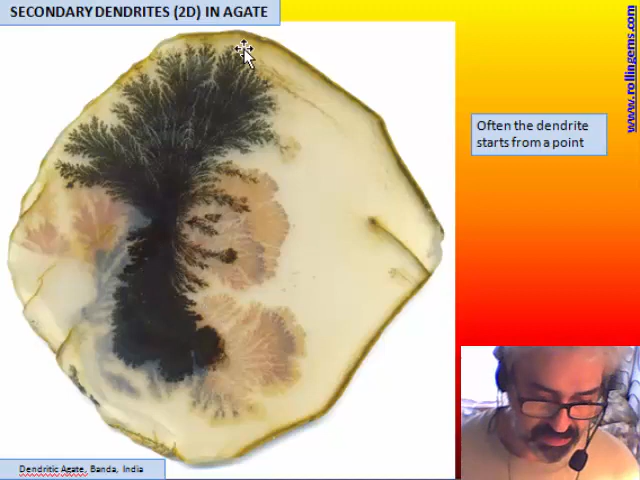 SECONDARY DENDRITES (2D) IN AGATE
www.rollingems.com
Often the dendrite
starts from a point
Dendritic Agate, Banda, India